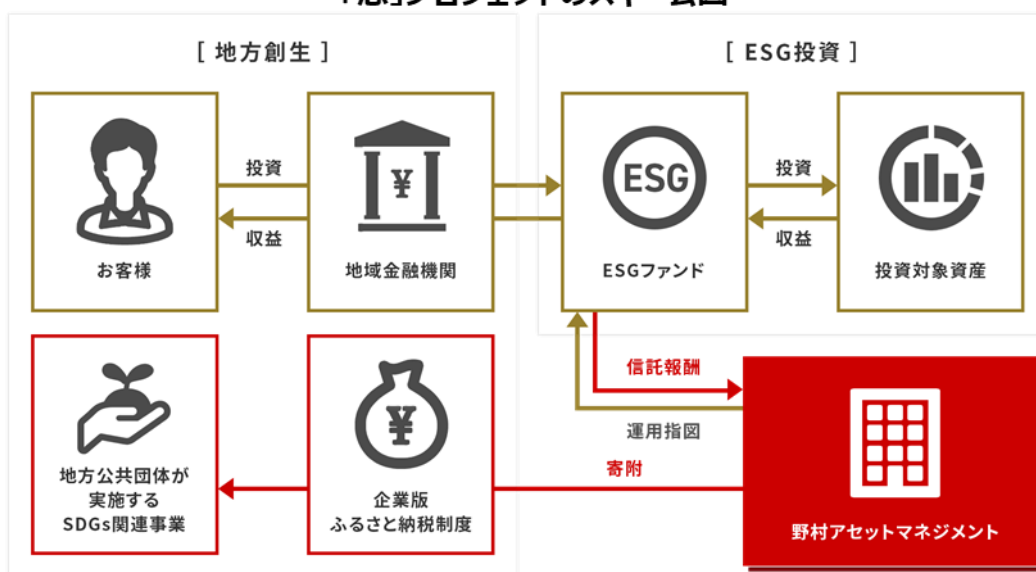 [ 地方創生 ]
[ ESG投資 ]
投資
¥
ESG
投資
収益
収益
お客様
地域金融機関
ESGファンド
投資対象資産
信託報酬
運用指図
寄附
¥
地方公共団体が
実施する
SDGs関連事業
企業版
ふるさと納税制度
野村アセットマネジメント